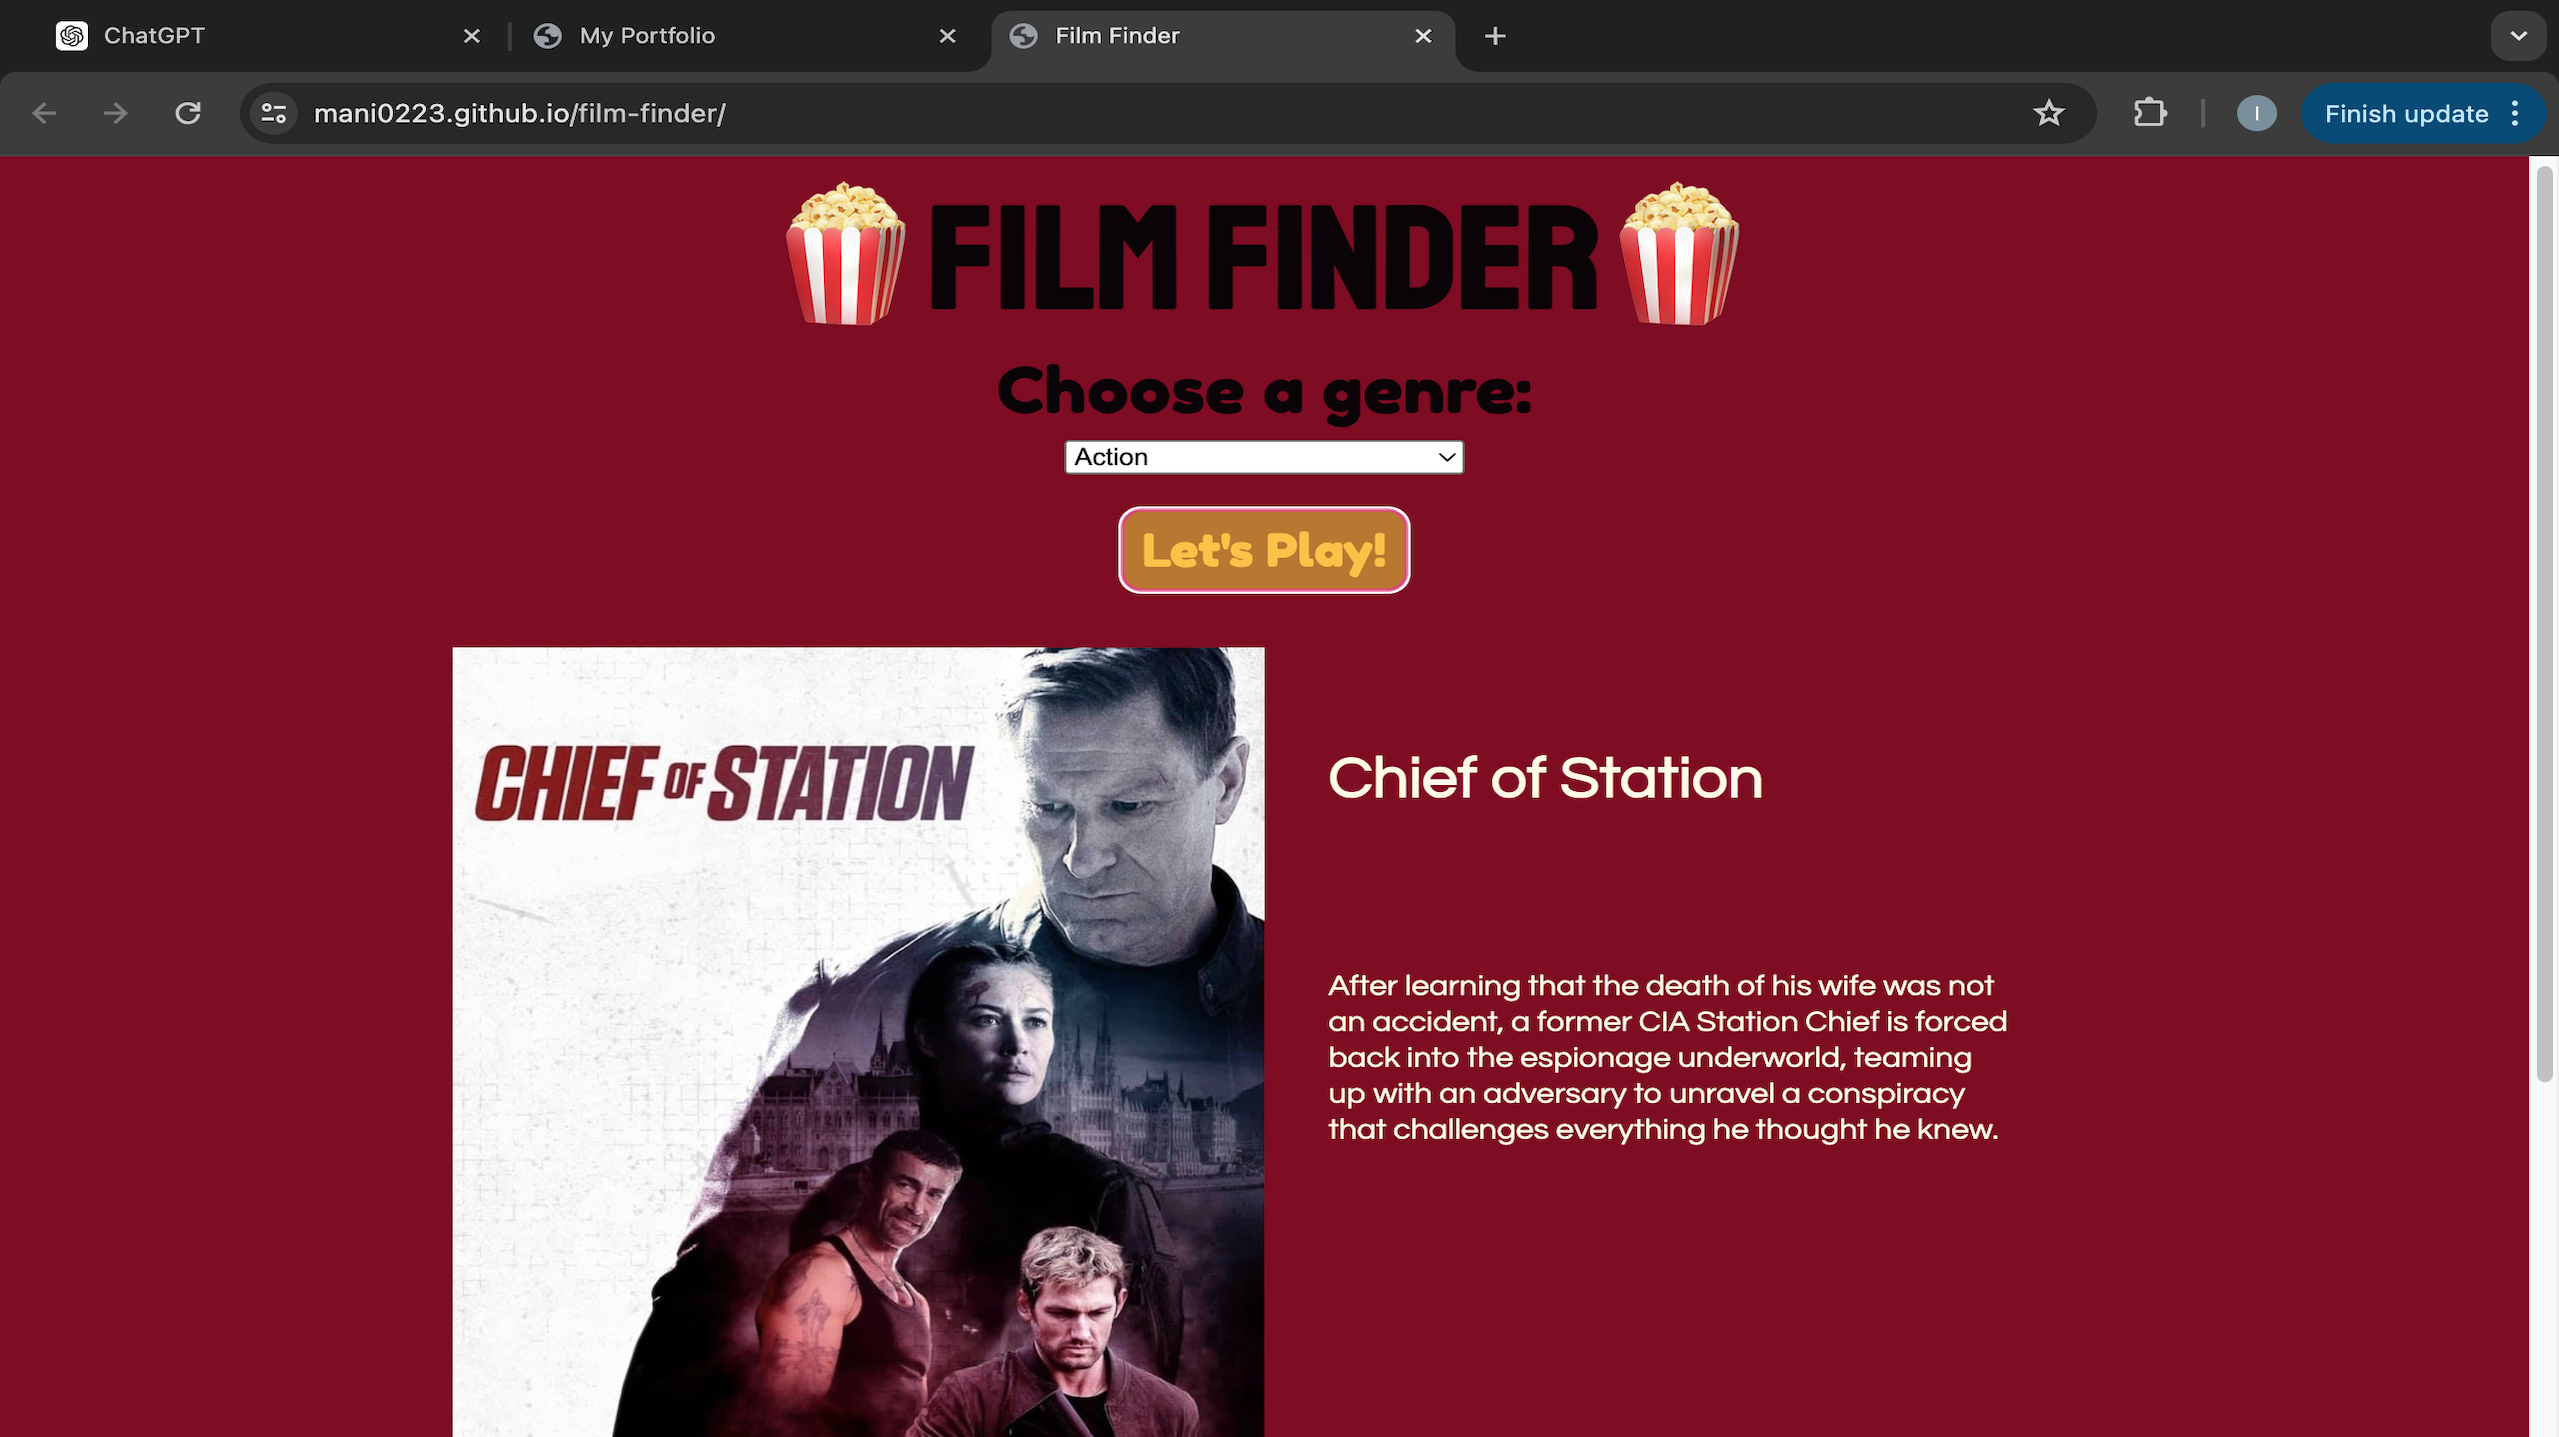 ChatGPT
My Portfolio
Film Finder
mani0223.github.io/film-finder/
I
Finish update
FILM FINDER
Choose a genre:
Action
Let's Play!
CHIEF OF STATION
Chief of Station
After learning that the death of his wife was not
an accident, a former CIA Station Chief is forced
back into the espionage underworld, teaming
up with an adversary to unravel a conspiracy
that challenges everything he thought he knew.